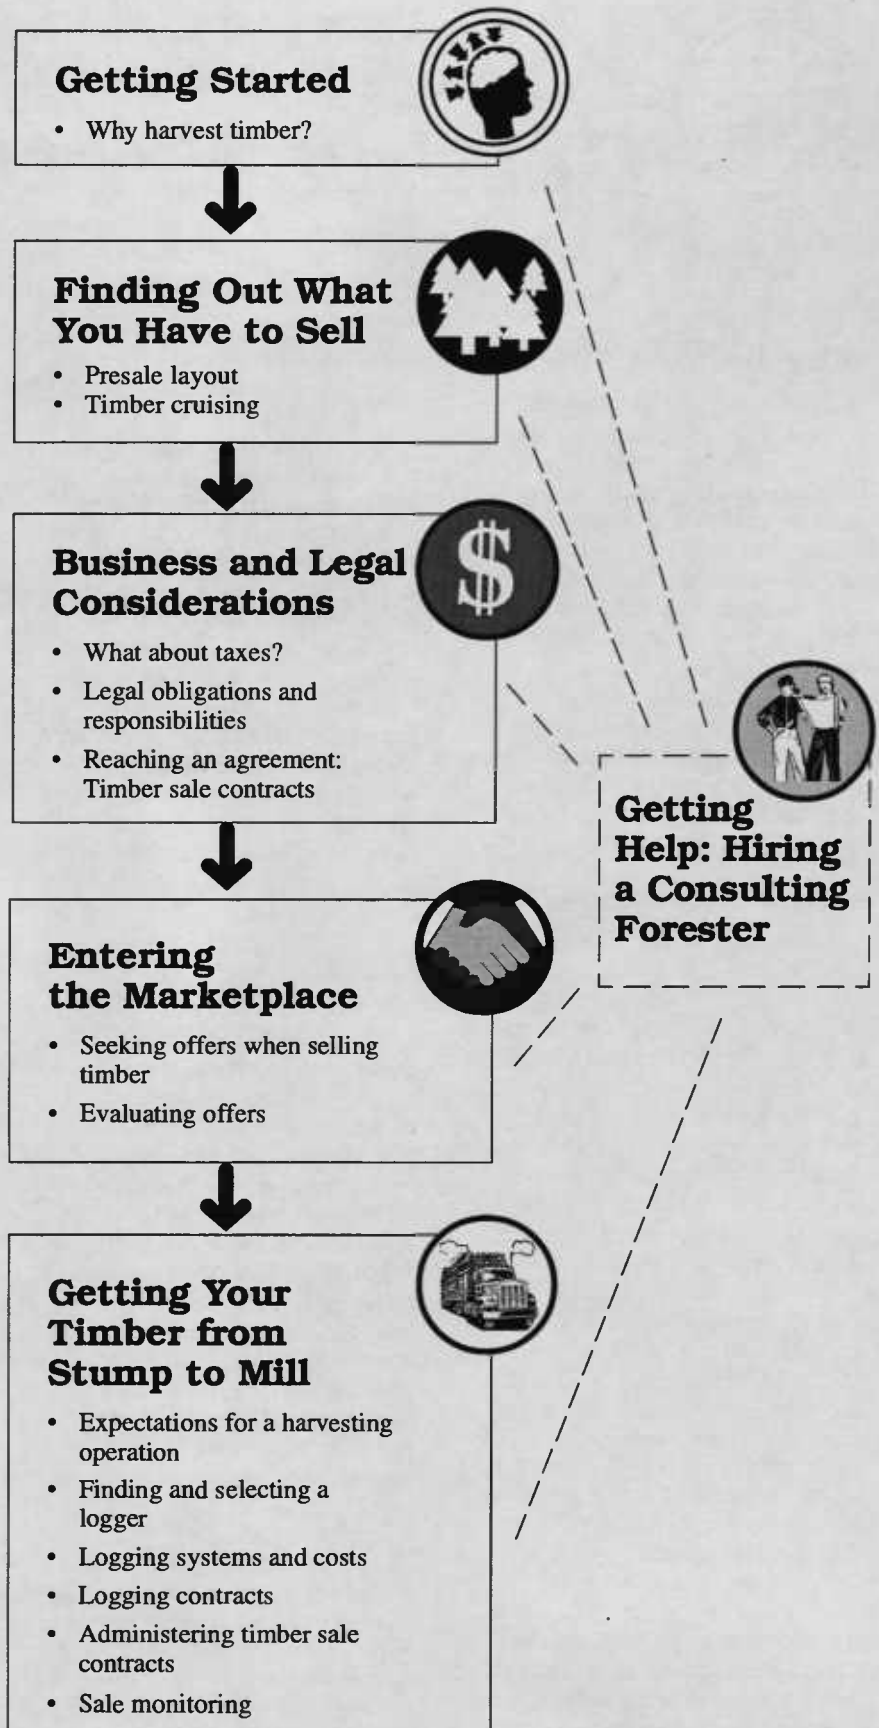 Getting Started
• Why harvest timber?
Finding Out What
You Have to Sell
• Presale layout
• Timber cruising
Business and Legal
Considerations
• What about taxes?
• Legal obligations and
responsibilities
• Reaching an agreement:
Timber sale contracts
Getting
Help: Hiring
a Consulting
Forester
Entering
the Marketplace
• Seeking offers when selling
timber
• Evaluating offers
Getting Your
Timber from
Stump to Mill
• Expectations for a harvesting
operation
• Finding and selecting a
logger
• Logging systems and costs
• Logging contracts
• Administering timber sale
contracts
• Sale monitoring